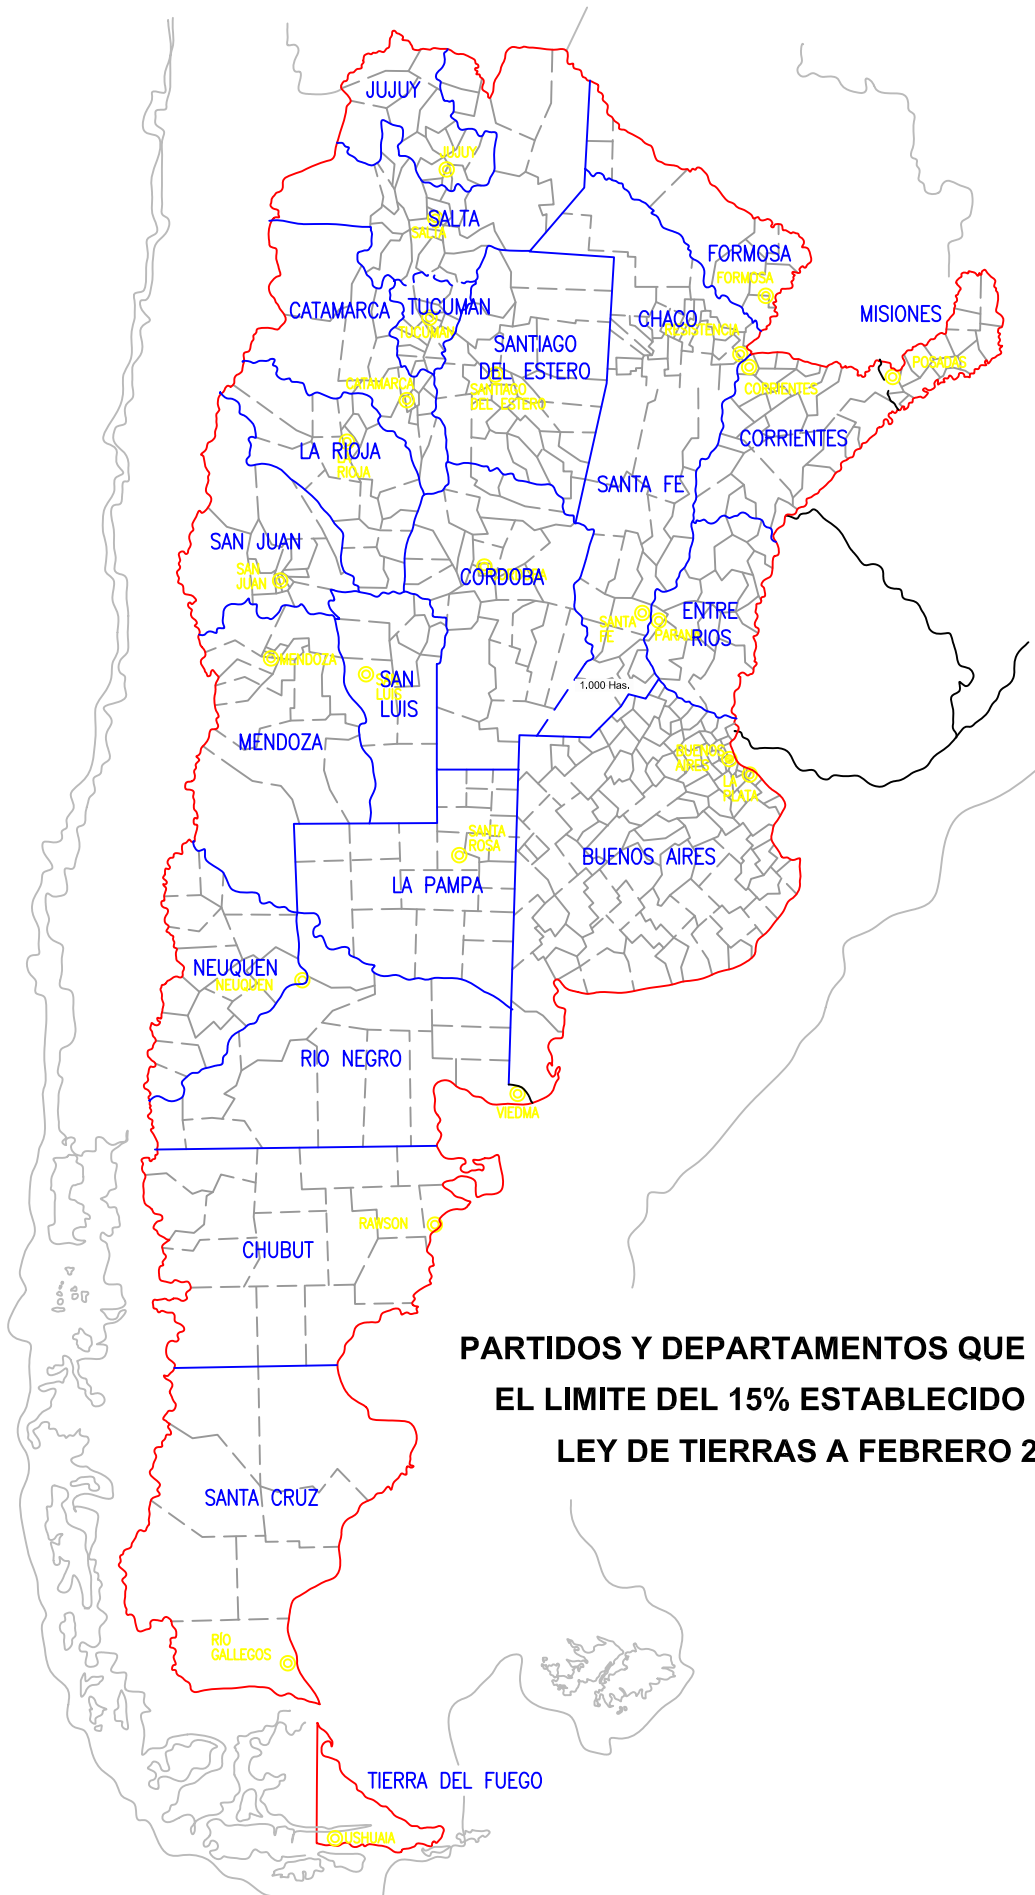 JUJUY
JUJUY
SALTA
SALTA
FORMOSA
FORMOSA
CATAMARCA
TUCUMAN
TUCUMAN
MISIONES
CHACO
RESISTENCIA
SANTIAGO
DEL ESTERO
SANTIAGO
DEL ESTERO
CATAMARCA
POSADAS
CORRIENTES
CORRIENTES
LA RIOJA
RIOJA
SANTA FE
SAN JUAN
SAN
JUAN
CORDOBA
ENTRE
RIOS
SANTA
FE
PARANA
MENDOZA
SAN
LUIS
LUIS
1.000 Has.
MENDOZA
BUENOS
AIRES
LA
PLATA
SANTA
ROSA
BUENOS AIRES
LA PAMPA
NEUQUEN
NEUQUEN
RIO NEGRO
VIEDMA
RAWSON
CHUBUT
PARTIDOS Y DEPARTAMENTOS QUE
EL LIMITE DEL 15% ESTABLECIDO
LEY DE TIERRAS A FEBRERO 2
SANTA CRUZ
RÍO
GALLEGOS
TIERRA DEL FUEGO
USHUAIA